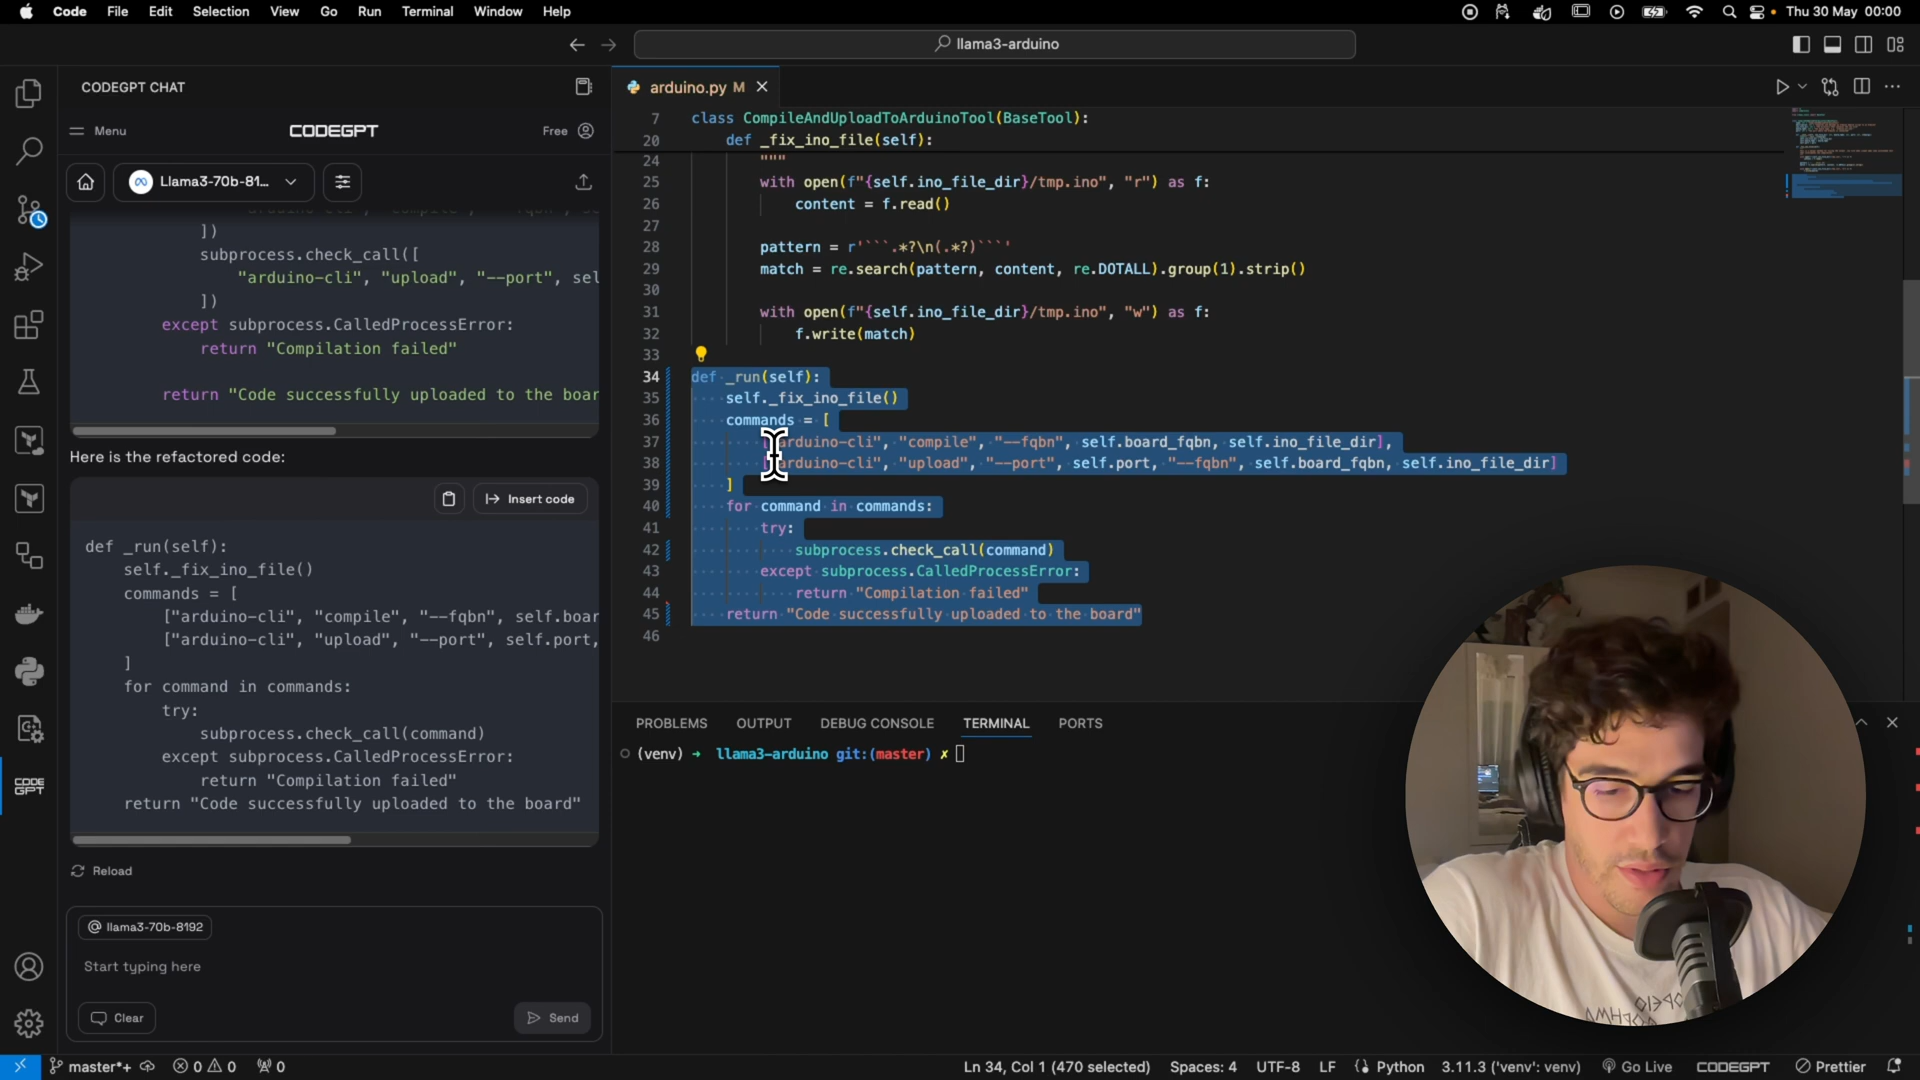 Code File Edit Selection View Go Run Terminal Window Help Thu 30 May 00:00
llama3-arduino
CODEGPT CHAT
Menu CODEGPT Free
Llama3-70b-81...
])
subprocess.check_call([
"arduino-cli", "upload", "--port", sel
])
except subprocess.CalledProcessError:
return "Compilation failed"
return "Code successfully uploaded to the boar
Here is the refactored code:
Insert code
def _run(self):
self._fix_ino_file()
commands = [
["arduino-cli", "compile", "--fqbn", self.boar
["arduino-cli", "upload", "--port", self.port,
]
for command in commands:
try:
subprocess.check_call(command)
except subprocess.CalledProcessError:
return "Compilation failed"
return "Code successfully uploaded to the board"
Reload
@ llama3-70b-8192
Start typing here
Clear Send
CODE
GPT
arduino.py M
7 class CompileAndUploadToArduinoTool(BaseTool):
20 def _fix_ino_file(self):
24 """
25 with open(f"{self.ino_file_dir}/tmp.ino", "r") as f:
26 content = f.read()
27
28 pattern = r'```.*?\n(.*?)```'
29 match = re.search(pattern, content, re.DOTALL).group(1).strip()
30
31 with open(f"{self.ino_file_dir}/tmp.ino", "w") as f:
32 f.write(match)
33
34 def _run(self):
35 self._fix_ino_file()
36 commands = [
37 ["arduino-cli", "compile", "--fqbn", self.board_fqbn, self.ino_file_dir],
38 ["arduino-cli", "upload", "--port", self.port, "--fqbn", self.board_fqbn, self.ino_file_dir]
39 ]
40 for command in commands:
41 try:
42 subprocess.check_call(command)
43 except subprocess.CalledProcessError:
44 return "Compilation failed"
45 return "Code successfully uploaded to the board"
46
PROBLEMS OUTPUT DEBUG CONSOLE TERMINAL PORTS
(venv) → llama3-arduino git:(master) ✗
master*+ 0 0 0 Ln 34, Col 1 (470 selected) Spaces: 4 UTF-8 LF Python 3.11.3 ('venv': venv) Go Live CODEGPT Prettier